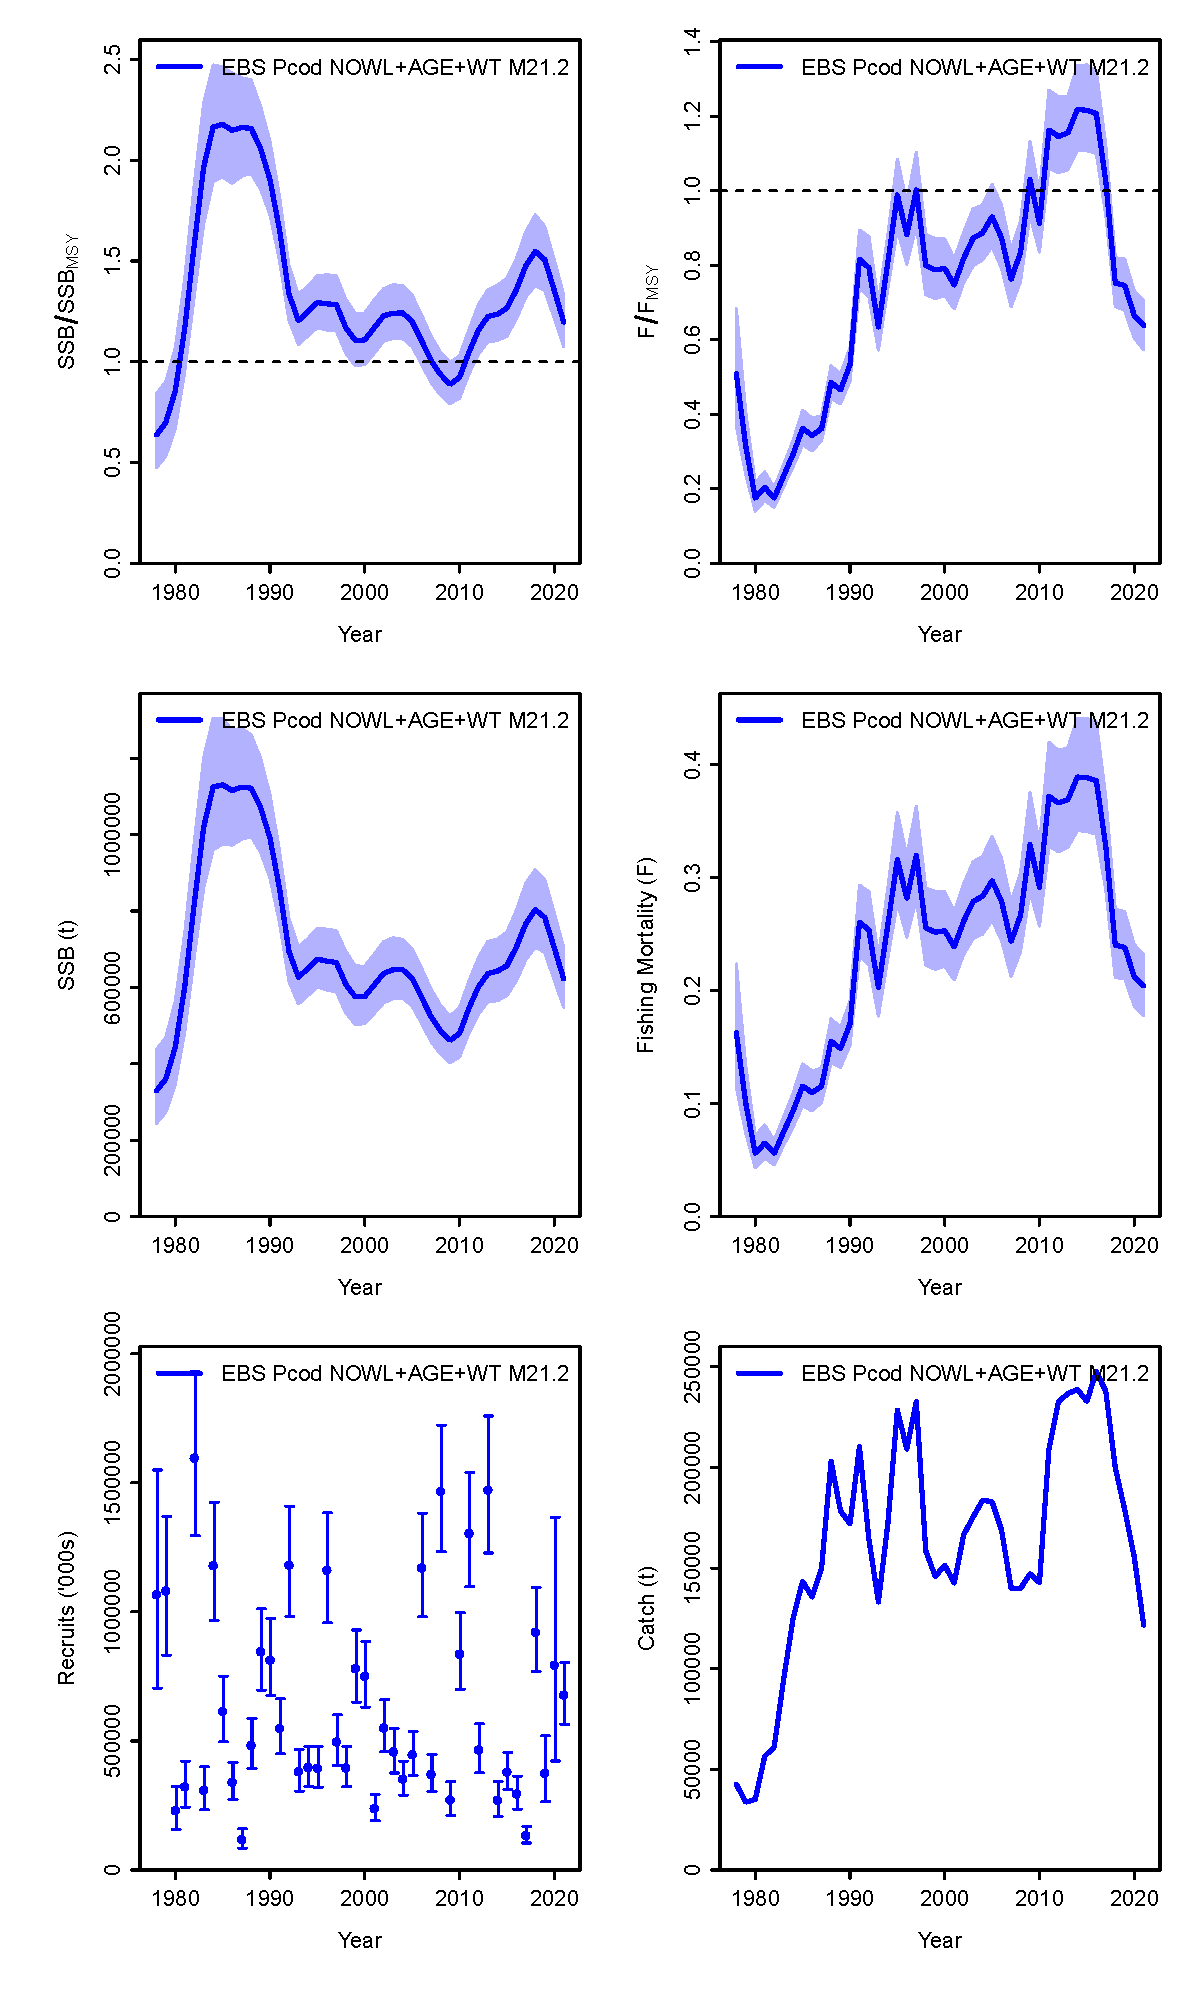 EBS Pcod NOWL+AGE+WT M21.2
SSB/SSB MSY
0.0 0.5 1.0 1.5 2.0 2.5
1980 1990 2000 2010 2020
Year
EBS Pcod NOWL+AGE+WT M21.2
F/F MSY
0.0 0.2 0.4 0.6 0.8 1.0 1.2 1.4
1980 1990 2000 2010 2020
Year
EBS Pcod NOWL+AGE+WT M21.2
SSB (t)
0 200000 600000 1000000
1980 1990 2000 2010 2020
Year
EBS Pcod NOWL+AGE+WT M21.2
Fishing Mortality (F)
0.0 0.1 0.2 0.3 0.4
1980 1990 2000 2010 2020
Year
EBS Pcod NOWL+AGE+WT M21.2
Recruits ('000s)
0 500000 1000000 1500000 2000000
1980 1990 2000 2010 2020
Year
EBS Pcod NOWL+AGE+WT M21.2
Catch (t)
0 50000 100000 150000 200000 250000
1980 1990 2000 2010 2020
Year